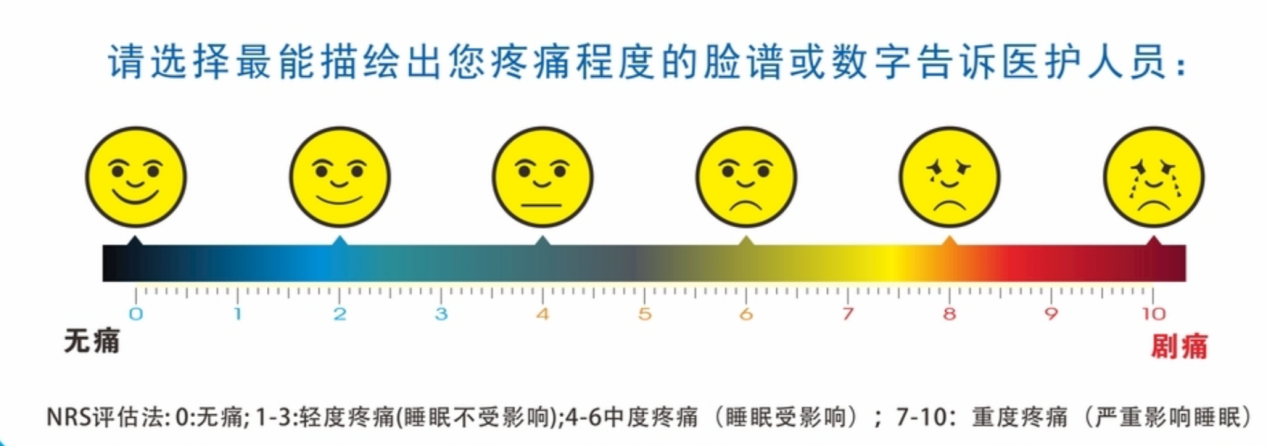 请选择最能描绘出您疼痛程度的脸谱或数字告诉医护人员：
0 1 2 3 4 5 6 7 8 9 10
无痛 剧痛
NRS评估法: 0:无痛; 1-3:轻度疼痛(睡眠不受影响);4-6中度疼痛（睡眠受影响）；7-10：重度疼痛（严重影响睡眠）